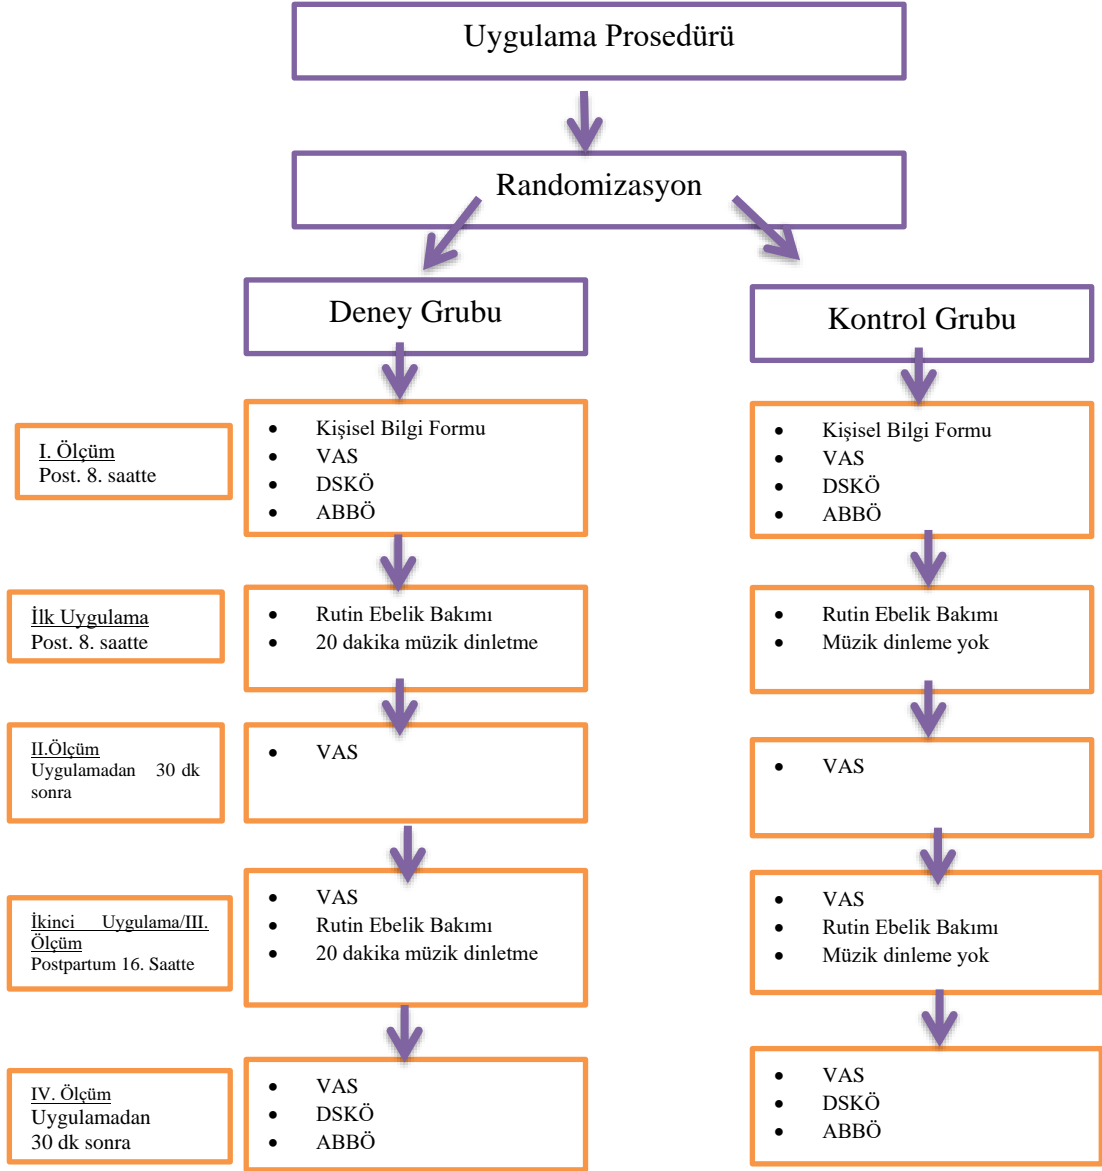 Uygulama Prosedürü
Randomizasyon
Deney Grubu
Kontrol Grubu
I. Ölçüm
Post. 8. saatte
• Kişisel Bilgi Formu
• VAS
• DSKÖ
• ABBÖ
• Kişisel Bilgi Formu
• VAS
• DSKÖ
• ABBÖ
İlk Uygulama
Post. 8. saatte
• Rutin Ebelik Bakımı
• 20 dakika müzik dinletme
• Rutin Ebelik Bakımı
• Müzik dinleme yok
II.Ölçüm
Uygulamadan 30 dk
sonra
• VAS
• VAS
İkinci Uygulama/III.
Ölçüm
Postpartum 16. Saatte
• VAS
• Rutin Ebelik Bakımı
• 20 dakika müzik dinletme
• VAS
• Rutin Ebelik Bakımı
• Müzik dinleme yok
IV. Ölçüm
Uygulamadan
30 dk sonra
• VAS
• DSKÖ
• ABBÖ
• VAS
• DSKÖ
• ABBÖ